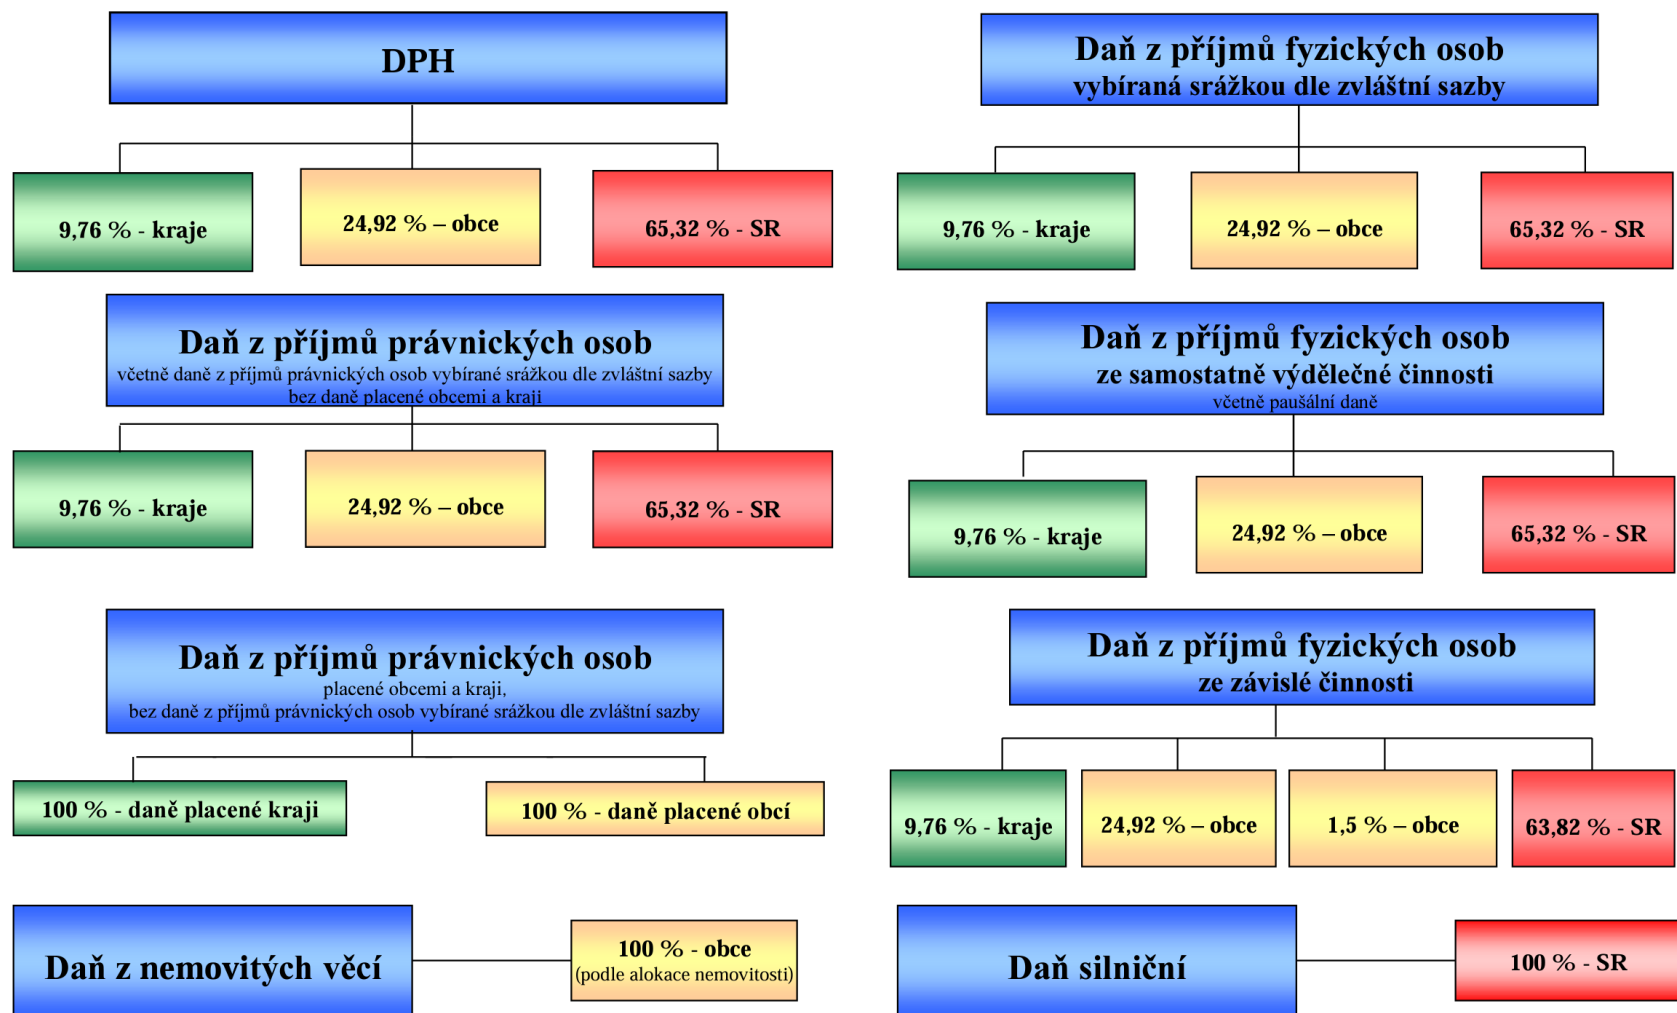 DPH
9,76 % - kraje
24,92 % – obce
65,32 % - SR
Daň z příjmů fyzických osob
vybíraná srážkou dle zvláštní sazby
9,76 % - kraje
24,92 % – obce
65,32 % - SR
Daň z příjmů právnických osob
včetně daně z příjmů právnických osob vybírané srážkou dle zvláštní sazby
bez daně placené obcemi a kraji
9,76 % - kraje
24,92 % – obce
65,32 % - SR
Daň z příjmů fyzických osob
ze samostatně výdělečné činnosti
včetně paušální daně
9,76 % - kraje
24,92 % – obce
65,32 % - SR
Daň z příjmů právnických osob
placené obcemi a kraji,
bez daně z příjmů právnických osob vybírané srážkou dle zvláštní sazby
100 % - daně placené kraji
100 % - daně placené obcí
Daň z příjmů fyzických osob
ze závislé činnosti
9,76 % - kraje
24,92 % – obce
1,5 % – obce
63,82 % - SR
Daň z nemovitých věcí
100 % - obce
(podle alokace nemovitosti)
Daň silniční
100 % - SR